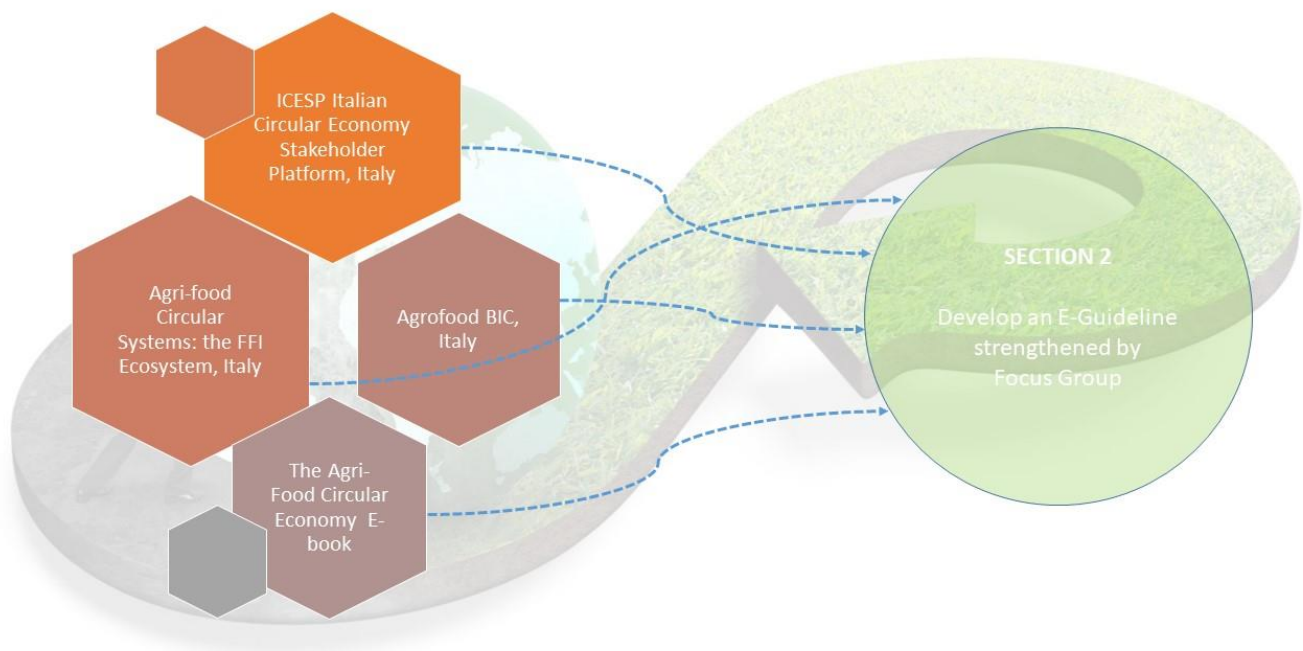 ICESP Italian
Circular Economy
Stakeholder
Platform, Italy
Agri-food
Circular
Systems: the FFI
Ecosystem, Italy
Agrofood BIC,
Italy
The Agri-
Food Circular
Economy E-
book
SECTION 2
Develop an E-Guideline
strengthened by
Focus Group